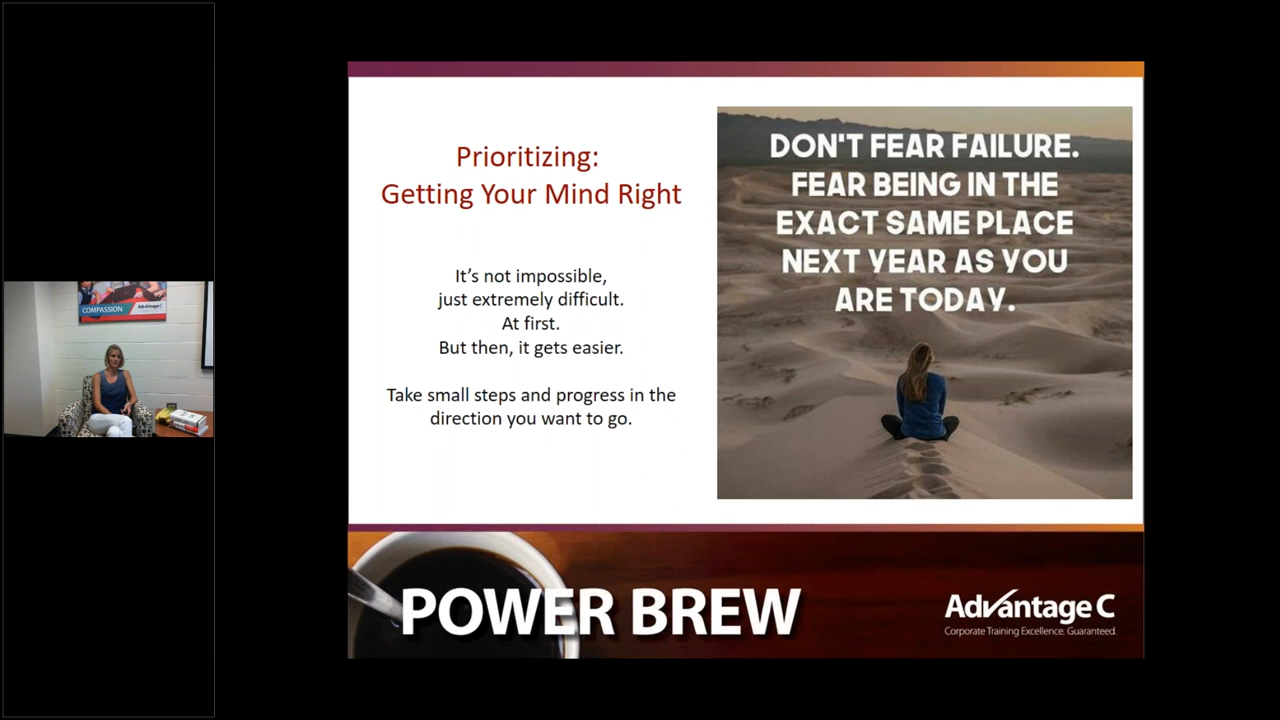 COMPASSION
Advantage C
Prioritizing:
Getting Your Mind Right
It’s not impossible,
just extremely difficult.
At first.
But then, it gets easier.
Take small steps and progress in the
direction you want to go.
DON'T FEAR FAILURE.
FEAR BEING IN THE
EXACT SAME PLACE
NEXT YEAR AS YOU
ARE TODAY.
POWER BREW
Advantage C
Corporate Training Excellence. Guaranteed.